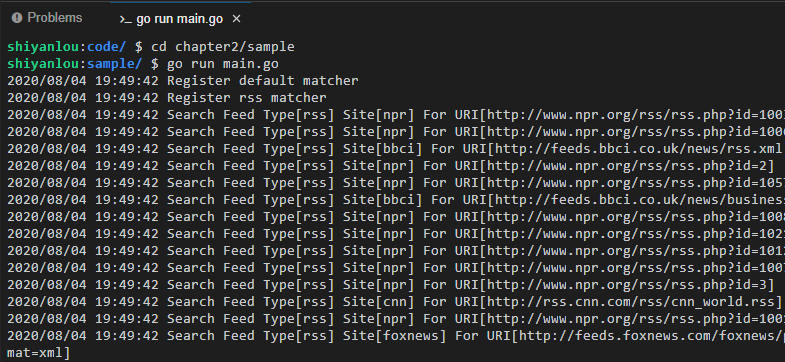 Problems
>_ go run main.go ×
shiyanlou:code/ $ cd chapter2/sample
shiyanlou:sample/ $ go run main.go
2020/08/04 19:49:42 Register default matcher
2020/08/04 19:49:42 Register rss matcher
2020/08/04 19:49:42 Search Feed Type[rss] Site[npr] For URI[http://www.npr.org/rss/rss.php?id=1001
2020/08/04 19:49:42 Search Feed Type[rss] Site[npr] For URI[http://www.npr.org/rss/rss.php?id=1006
2020/08/04 19:49:42 Search Feed Type[rss] Site[bbci] For URI[http://feeds.bbci.co.uk/news/rss.xml
2020/08/04 19:49:42 Search Feed Type[rss] Site[npr] For URI[http://www.npr.org/rss/rss.php?id=2]
2020/08/04 19:49:42 Search Feed Type[rss] Site[npr] For URI[http://www.npr.org/rss/rss.php?id=1057
2020/08/04 19:49:42 Search Feed Type[rss] Site[bbci] For URI[http://feeds.bbci.co.uk/news/business
2020/08/04 19:49:42 Search Feed Type[rss] Site[npr] For URI[http://www.npr.org/rss/rss.php?id=1008
2020/08/04 19:49:42 Search Feed Type[rss] Site[npr] For URI[http://www.npr.org/rss/rss.php?id=1021
2020/08/04 19:49:42 Search Feed Type[rss] Site[npr] For URI[http://www.npr.org/rss/rss.php?id=1012
2020/08/04 19:49:42 Search Feed Type[rss] Site[npr] For URI[http://www.npr.org/rss/rss.php?id=1007
2020/08/04 19:49:42 Search Feed Type[rss] Site[npr] For URI[http://www.npr.org/rss/rss.php?id=3]
2020/08/04 19:49:42 Search Feed Type[rss] Site[cnn] For URI[http://rss.cnn.com/rss/cnn_world.rss]
2020/08/04 19:49:42 Search Feed Type[rss] Site[npr] For URI[http://www.npr.org/rss/rss.php?id=1001
2020/08/04 19:49:42 Search Feed Type[rss] Site[foxnews] For URI[http://feeds.foxnews.com/foxnews/p
mat=xml]